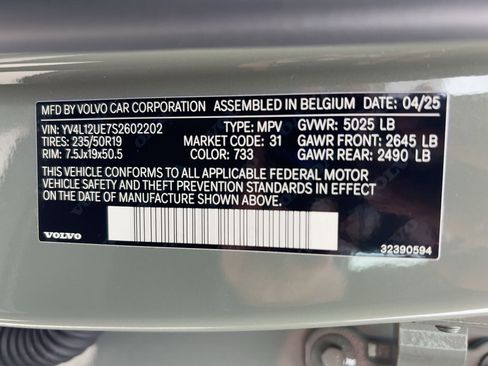 MFD BY VOLVO CAR CORPORATION ASSEMBLED IN BELGIUM DATE: 04/25
VIN: YV4L12UE7S2602202 TYPE: MPV GVWR: 5025 LB
TIRES: 235/50R19 MARKET CODE: 31 GAWR FRONT: 2645 LB
RIM: 7.5Jx19x50.5 COLOR: 733 GAWR REAR: 2490 LB
THIS VEHICLE CONFORMS TO ALL APPLICABLE FEDERAL MOTOR
VEHICLE SAFETY AND THEFT PREVENTION STANDARDS IN EFFECT
ON THE DATE OF MANUFACTURE SHOWN ABOVE.
VOLVO 32390594